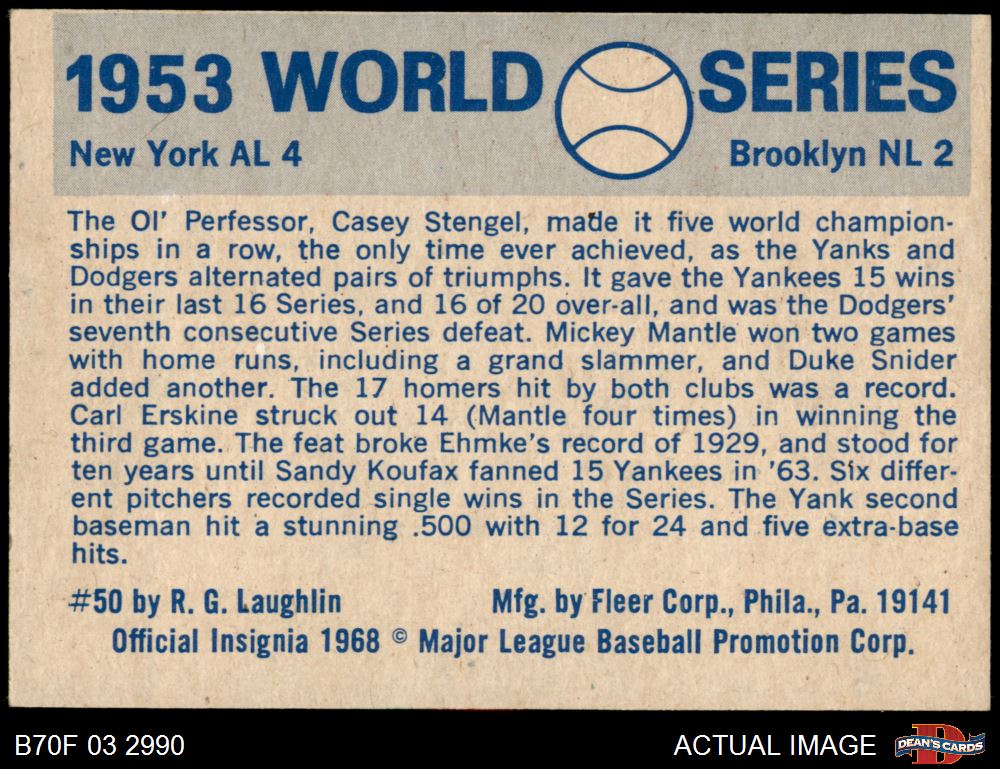 1953 WORLD SERIES
New York AL 4 Brooklyn NL 2
The Ol' Perfessor, Casey Stengel, made it five world champion-
ships in a row, the only time ever achieved, as the Yanks and
Dodgers alternated pairs of triumphs. It gave the Yankees 15 wins
in their last 16 Series, and 16 of 20 over-all, and was the Dodgers'
seventh consecutive Series defeat. Mickey Mantle won two games
with home runs, including a grand slammer, and Duke Snider
added another. The 17 homers hit by both clubs was a record.
Carl Erskine struck out 14 (Mantle four times) in winning the
third game. The feat broke Ehmke's record of 1929, and stood for
ten years until Sandy Koufax fanned 15 Yankees in '63. Six differ-
ent pitchers recorded single wins in the Series. The Yank second
baseman hit a stunning .500 with 12 for 24 and five extra-base
hits.
#50 by R. G. Laughlin Mfg. by Fleer Corp., Phila., Pa. 19141
Official Insignia 1968 © Major League Baseball Promotion Corp.
B70F 03 2990 ACTUAL IMAGE DEAN'S CARDS